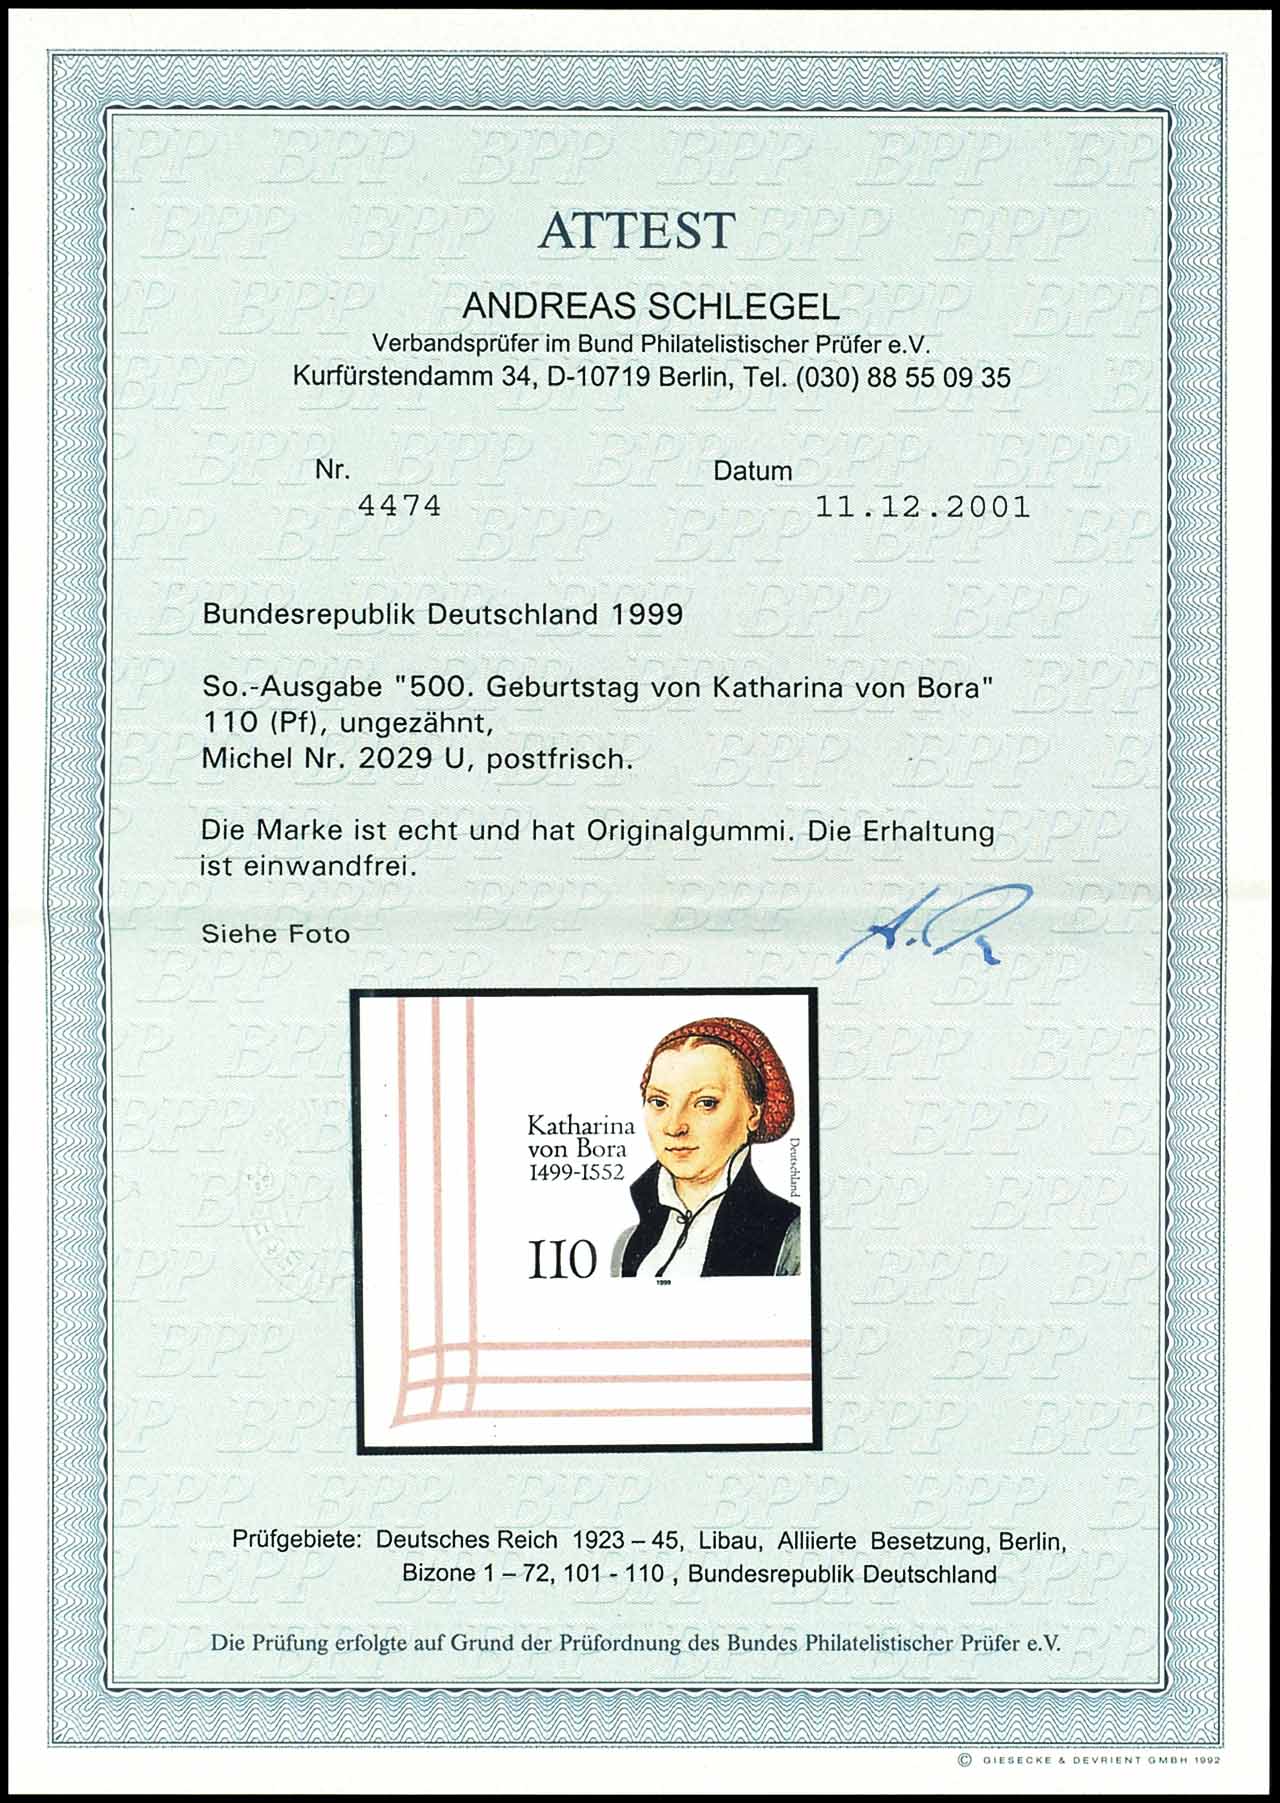 ATTEST
ANDREAS SCHLEGEL
Verbandsprüfer im Bund Philatelistischer Prüfer e.V.
Kurfürstendamm 34, D-10719 Berlin, Tel. (030) 88 55 09 35
Nr. Datum
4474 11.12.2001
Bundesrepublik Deutschland 1999
So.-Ausgabe "500. Geburtstag von Katharina von Bora"
110 (Pf), ungezähnt,
Michel Nr. 2029 U, postfrisch.
Die Marke ist echt und hat Originalgummi. Die Erhaltung
ist einwandfrei.
Siehe Foto
Katharina
von Bora
1499-1552
Deutschland
110
1999
Prüfgebiete: Deutsches Reich 1923 – 45, Libau, Alliierte Besetzung, Berlin,
Bizone 1 – 72, 101 - 110 , Bundesrepublik Deutschland
Die Prüfung erfolgte auf Grund der Prüfordnung des Bundes Philatelistischer Prüfer e.V.
© GIESECKE & DEVRIENT GMBH 1992